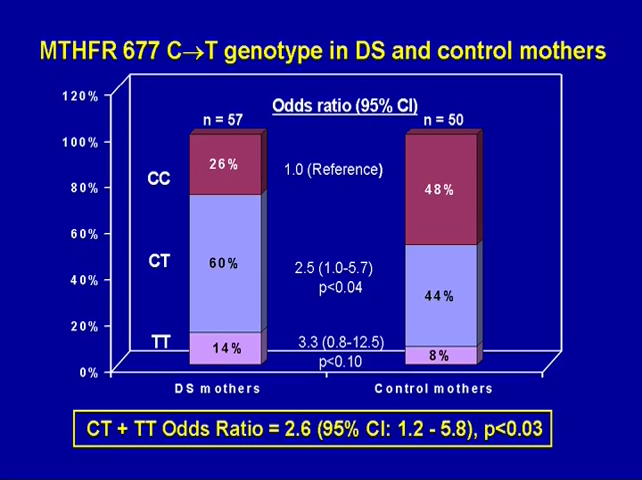 MTHFR 677 C→T genotype in DS and control mothers
120%
100%
80%
60%
40%
20%
0%
Odds ratio (95% CI)
n = 57
n = 50
CC
26%
1.0 (Reference)
48%
CT
60%
2.5 (1.0-5.7)
p<0.04
44%
TT
14%
3.3 (0.8-12.5)
p<0.10
8%
DS mothers
Control mothers
CT + TT Odds Ratio = 2.6 (95% CI: 1.2 - 5.8), p<0.03